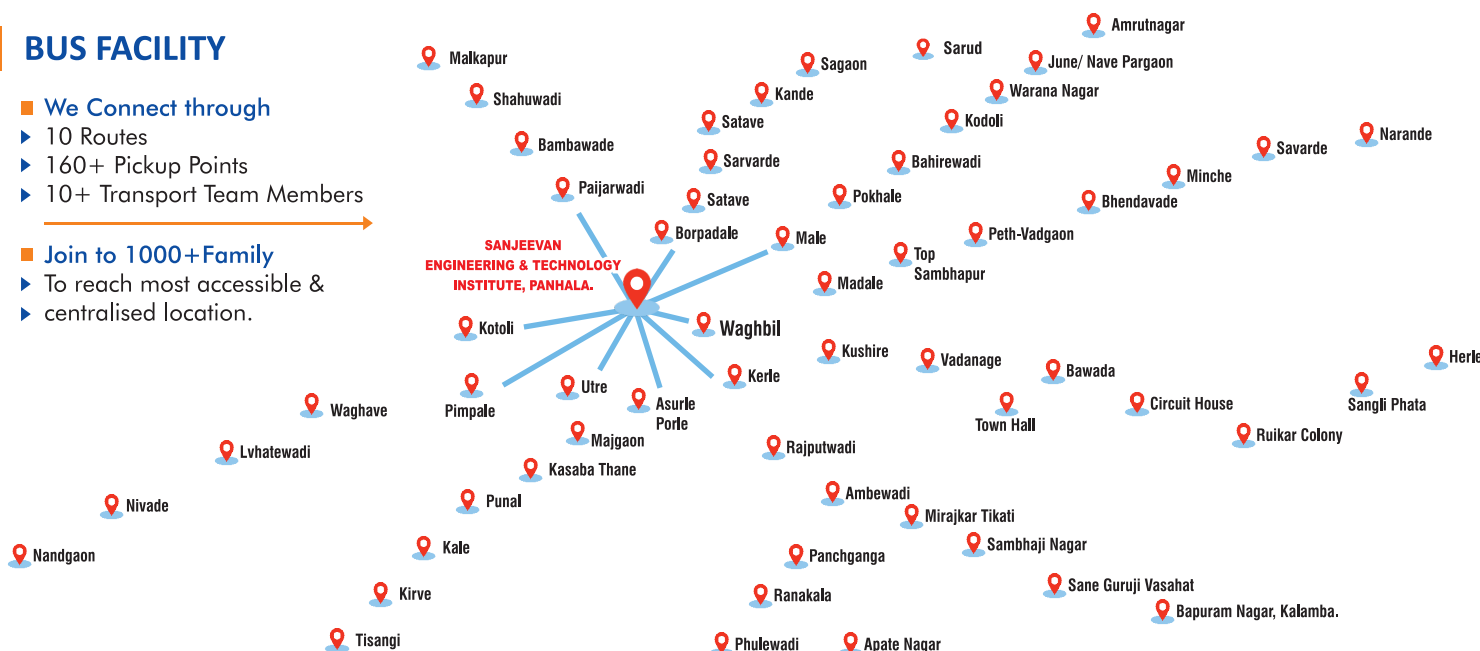 BUS FACILITY
We Connect through
10 Routes
160+ Pickup Points
10+ Transport Team Members
Join to 1000+Family
To reach most accessible &
centralised location.
SANJEEVAN
ENGINEERING & TECHNOLOGY
INSTITUTE, PANHALA.
Malkapur
Shahuwadi
Bambawade
Paijarwadi
Sagaon
Kande
Satave
Sarvarde
Satave
Borpadale
Amrutnagar
Sarud
June/ Nave Pargaon
Warana Nagar
Kodoli
Bahirewadi
Pokhale
Male
Narande
Savarde
Minche
Bhendavade
Peth-Vadgaon
Top
Sambhapur
Madale
Waghbil
Kushire
Vadanage
Bawada
Town Hall
Circuit House
Ruikar Colony
Sangli Phata
Herle
Kerle
Rajputwadi
Ambewadi
Mirajkar Tikati
Sambhaji Nagar
Sane Guruji Vasahat
Bapuram Nagar, Kalamba.
Panchganga
Ranakala
Phulewadi
Apate Nagar
Asurle
Porle
Utre
Majgaon
Kasaba Thane
Punal
Kale
Kirve
Tisangi
Kotoli
Pimpale
Waghave
Lvhatewadi
Nivade
Nandgaon